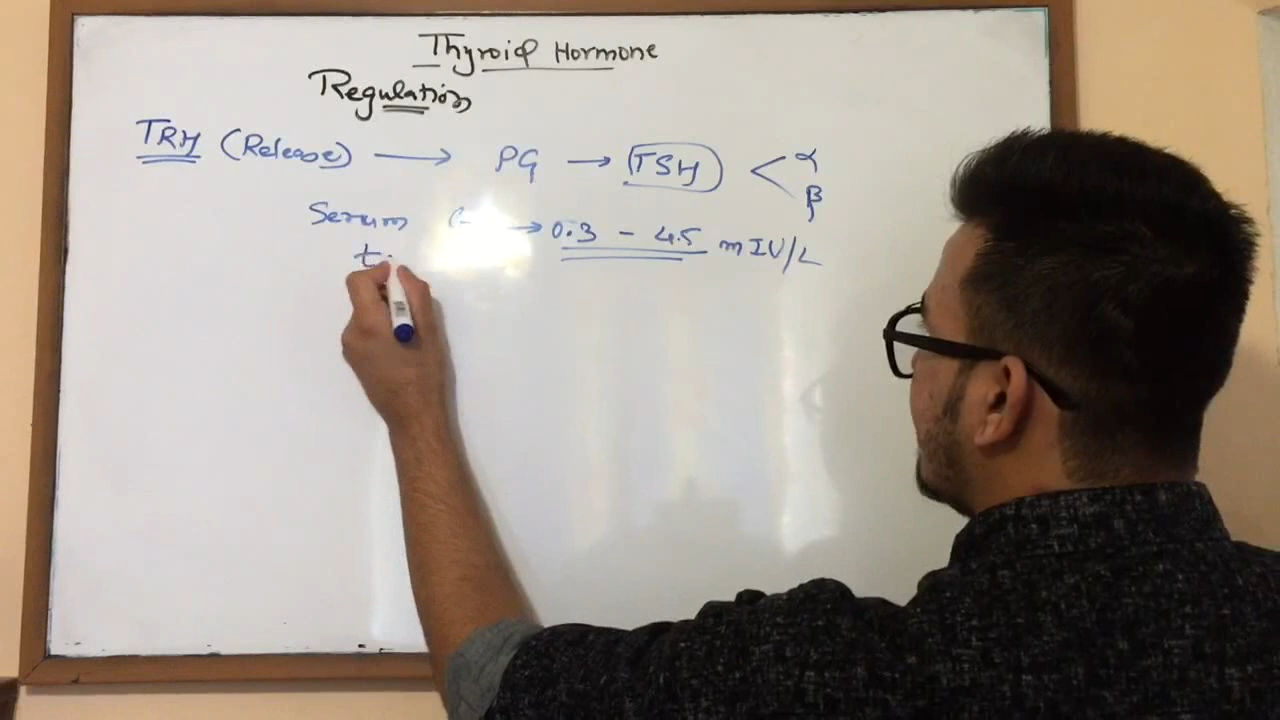 Thyroid Hormone
Regulation
TRH (Release) → PG → TSH < α β
Serum → 0.3 - 4.5 mIU/L
t